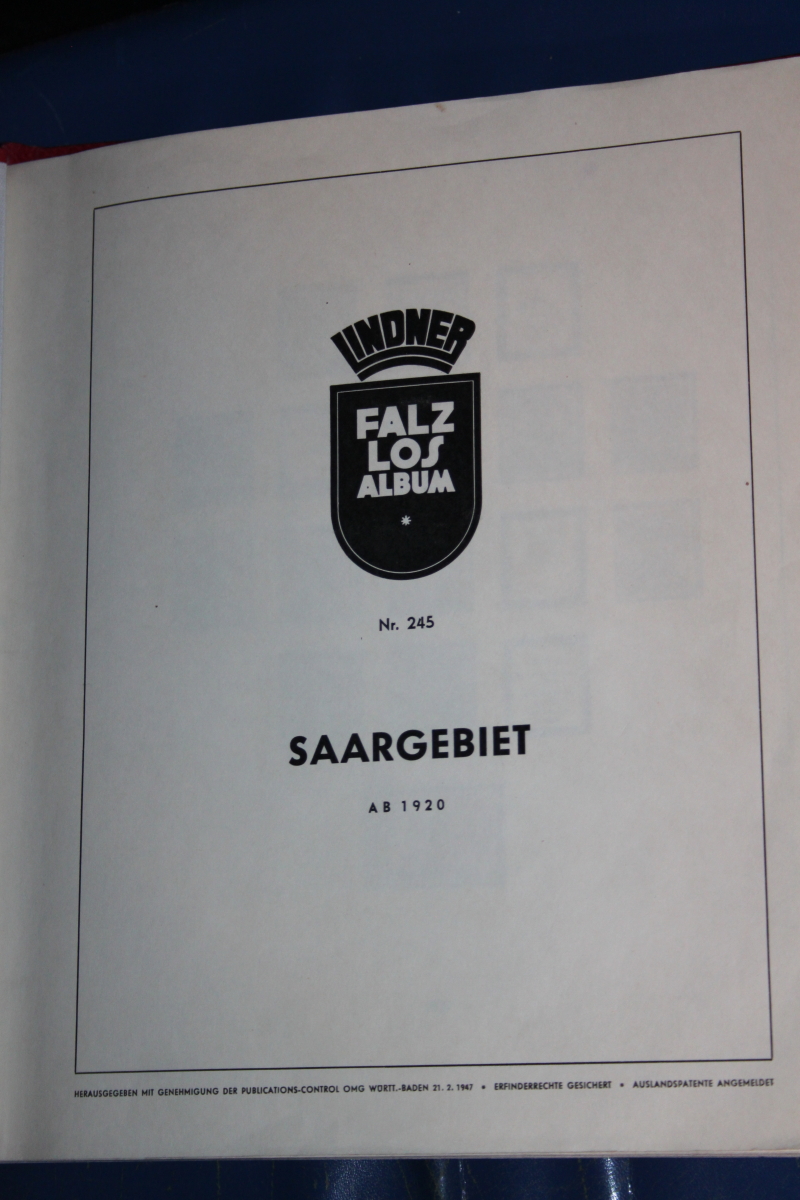 LINDNER
FALZ
LOS
ALBUM
*
Nr. 245
SAARGEBIET
AB 1920
HERAUSGEGEBEN MIT GENEHMIGUNG DER PUBLICATIONS-CONTROL OMG WÜRTT.-BADEN 21. 2. 1947 • ERFINDERRECHTE GESICHERT • AUSLANDSPATENTE ANGEMELDET